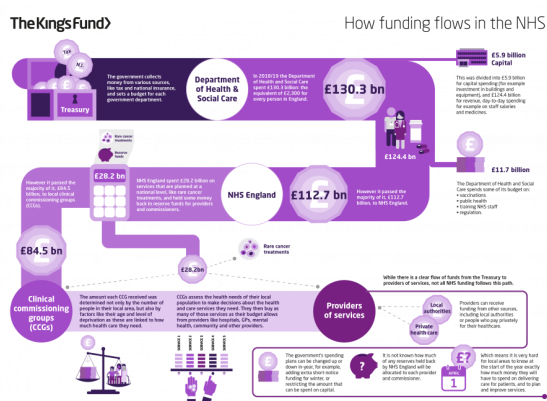 The King's Fund>
How funding flows in the NHS
Tax
N.I.
Treasury
The government collects
money from various sources,
like tax and national insurance,
and sets a budget for each
government department.
Department
of Health &
Social Care
In 2018/19 the Department
of Health and Social Care
spent £130.3 billion: the
equivalent of £2,300 for
every person in England.
£130.3 bn
£5.9 billion
Capital
This was divided into £5.9 billion
for capital spending (for example
investment in buildings and
equipment), and £124.4 billion
for revenue, day-to-day spending
for example on staff salaries
and medicines.
£124.4 bn
£11.7 billion
The Department of Health and Social
Care spends some of its budget on:
• vaccinations
• public health
• training NHS staff
• regulation.
Rare cancer
treatments
Reserve
funds
£28.2 bn
However it passed the
majority of it, £84.5
billion, to local clinical
commissioning groups
(CCGs).
NHS England spent £28.2 billion on
services that are planned at a
national level, like rare cancer
treatments, and held some money
back in reserve funds for providers
and commissioners.
NHS England
£112.7 bn
However it passed the
majority of it, £112.7
billion, to NHS England.
£84.5 bn
£28.2bn
Rare cancer
treatments
Clinical
commissioning
groups
(CCGs)
The amount each CCG received was
determined not only by the number of
people in their local area, but also by
factors like their age and level of
deprivation as these are linked to how
much health care they need.
CCGs assess the health needs of their local
population to make decisions about the health
and care services they need. They then buy as
many of those services as their budget allows
from providers like hospitals, GPs, mental
health, community and other providers.
Providers
of services
While there is a clear flow of funds from the Treasury to
providers of services, not all NHS funding follows this path.
Local
authorities
Private
health care
Providers can receive
funding from other sources,
including local authorities
or people who pay privately
for their healthcare.
The government's spending
plans can be changed up or
down in-year, for example,
adding extra short-notice
funding for winter, or
restricting the amount that
can be spent on capital.
?
It is not known how much
of any reserves held back
by NHS England will be
allocated to each provider
and commissioner.
£?
APRIL
1
Which means it is very hard
for local areas to know at
the start of the year exactly
how much money they will
have to spend on delivering
care for patients, and to plan
and improve services.